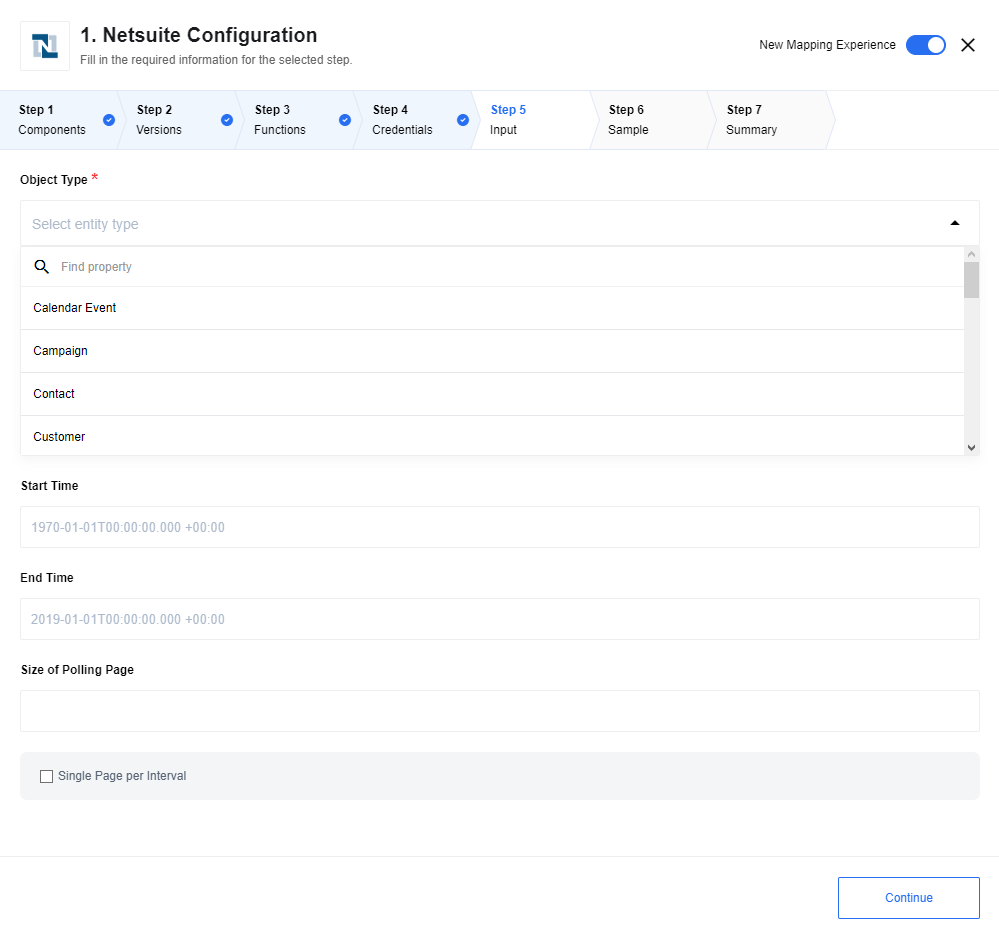 1. Netsuite Configuration
Fill in the required information for the selected step.
New Mapping Experience
Step 1
Components
Step 2
Versions
Step 3
Functions
Step 4
Credentials
Step 5
Input
Step 6
Sample
Step 7
Summary
Object Type *
Select entity type
Find property
Calendar Event
Campaign
Contact
Customer
Start Time
1970-01-01T00:00:00.000 +00:00
End Time
2019-01-01T00:00:00.000 +00:00
Size of Polling Page
Single Page per Interval
Continue